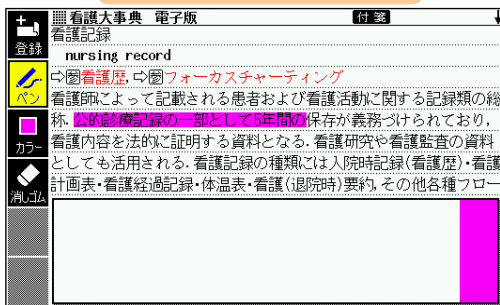 看護大事典 電子版 付箋
登録
ペン
カラー
消しゴム
看護記録
nursing record
⇨圏看護歴,⇨圏フォーカスチャーティング
看護師によって記載される患者および看護活動に関する記録類の総
称.公的診療記録の一部として5年間の保存が義務づけられており,
看護内容を法的に証明する資料となる.看護研究や看護監査の資料
としても活用される.看護記録の種類には入院時記録(看護歴)・看護
計画表・看護経過記録・体温表・看護(退院時)要約,その他各種フロー